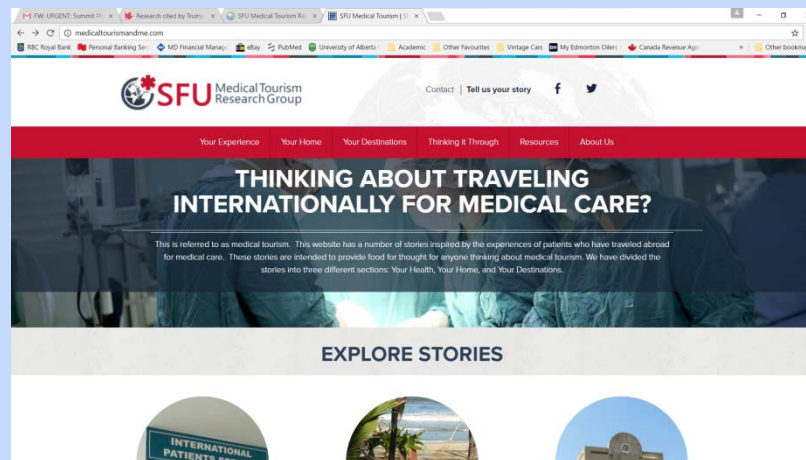 FW: URGENT: Summit Pl
Research cited by Trump
SFU Medical Tourism Re
SFU Medical Tourism | S
medicaltourismandme.com
RBC Royal Bank
Personal Banking Ser
MD Financial Manage
eBay
PubMed
University of Alberta
Academic
Other Favourites
Vintage Cars
My Edmonton Oilers
Canada Revenue Age
Other bookma
SFU Medical Tourism
Research Group
Contact | Tell us your story
Your Experience Your Home Your Destinations Thinking it Through Resources About Us
THINKING ABOUT TRAVELING
INTERNATIONALLY FOR MEDICAL CARE?
This is referred to as medical tourism. This website has a number of stories inspired by the experiences of patients who have traveled abroad
for medical care. These stories are intended to provide food for thought for anyone thinking about medical tourism. We have divided the
stories into three different sections: Your Health, Your Home, and Your Destinations.
EXPLORE STORIES
INTERNATIONAL